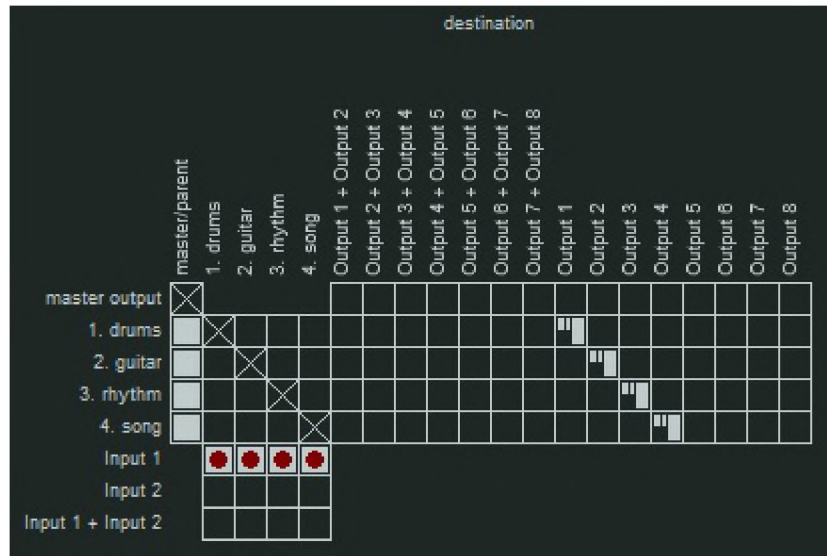 destination
master/parent
1. drums
2. guitar
3. rhythm
4. song
Output 1 + Output 2
Output 2 + Output 3
Output 3 + Output 4
Output 4 + Output 5
Output 5 + Output 6
Output 6 + Output 7
Output 7 + Output 8
Output 1
Output 2
Output 3
Output 4
Output 5
Output 6
Output 7
Output 8
master output
1. drums
2. guitar
3. rhythm
4. song
Input 1
Input 2
Input 1 + Input 2